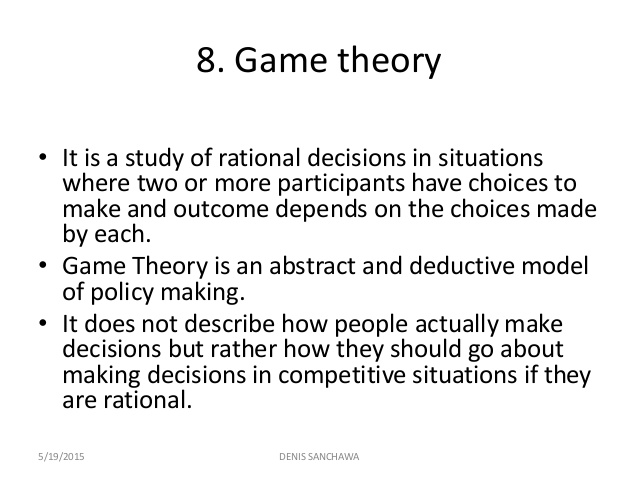 8. Game theory
• It is a study of rational decisions in situations
where two or more participants have choices to
make and outcome depends on the choices made
by each.
• Game Theory is an abstract and deductive model
of policy making.
• It does not describe how people actually make
decisions but rather how they should go about
making decisions in competitive situations if they
are rational.
5/19/2015 DENIS SANCHAWA